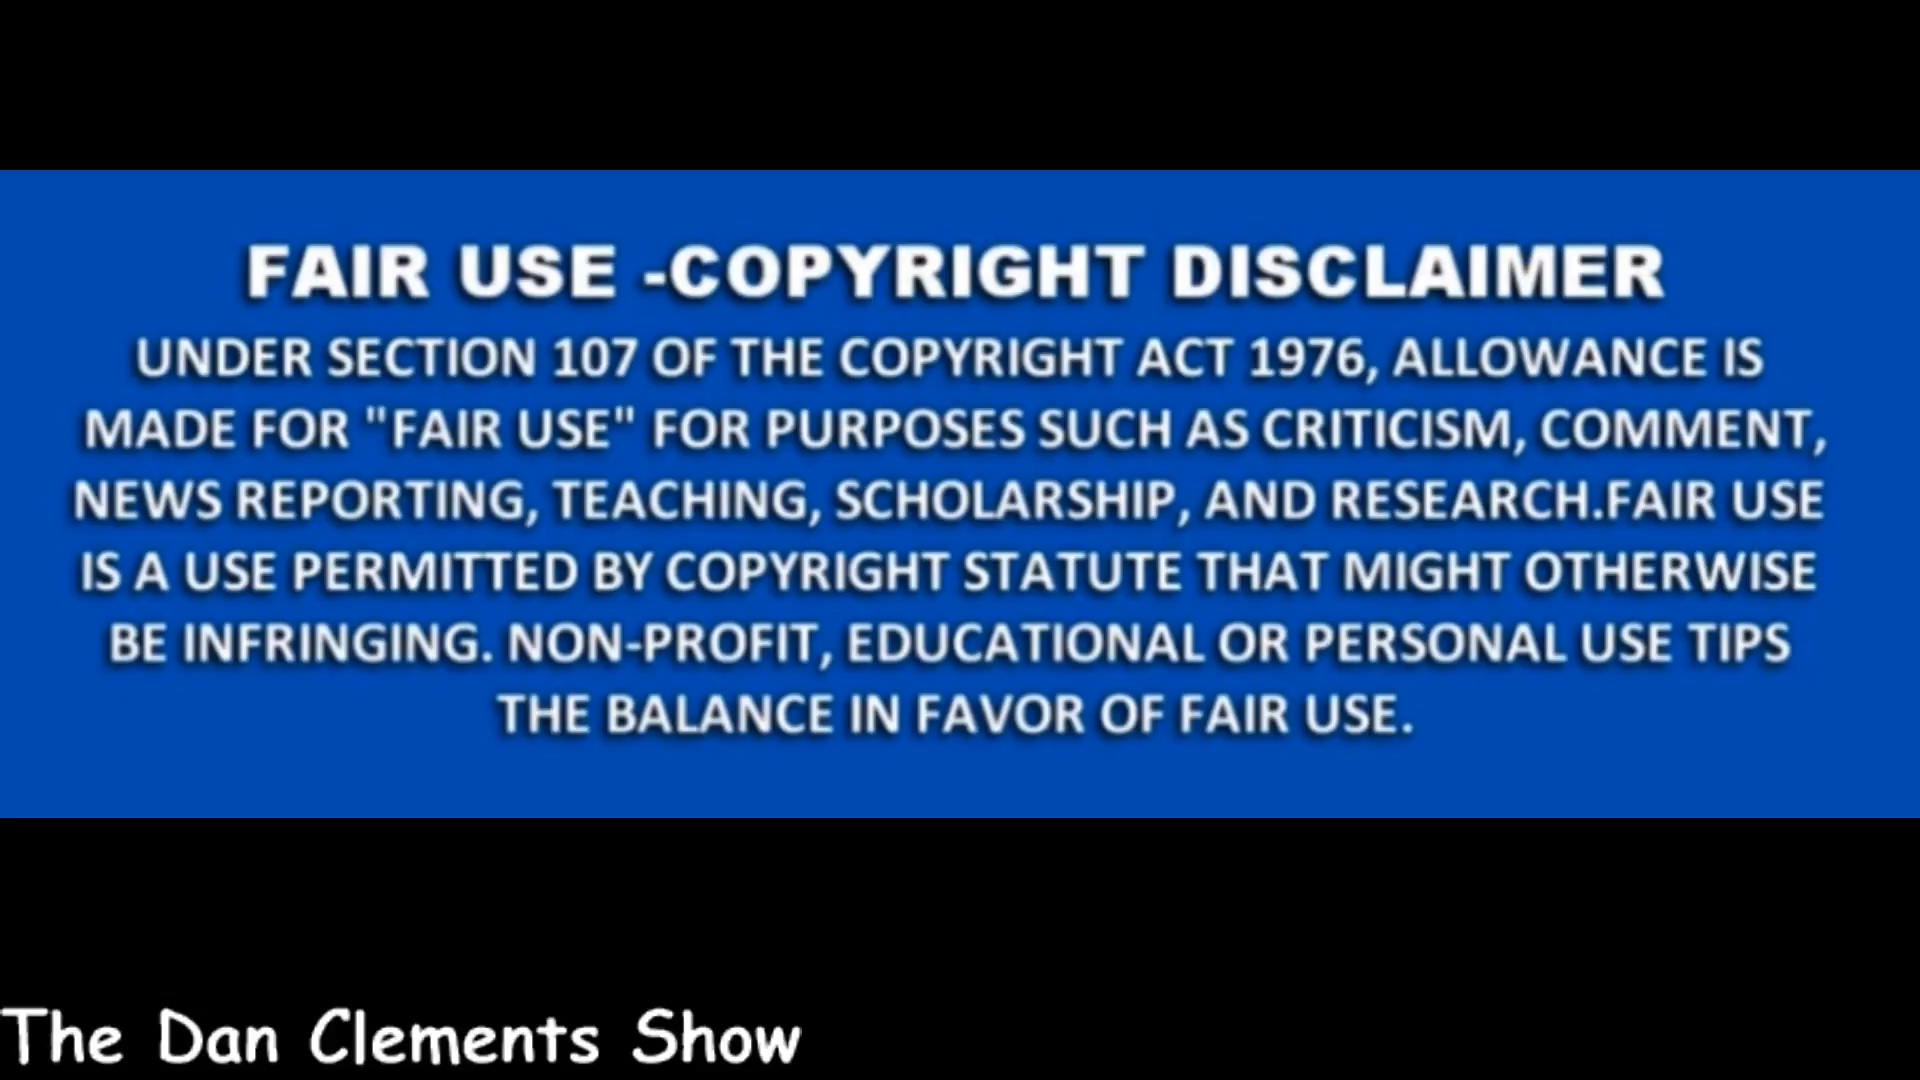 FAIR USE -COPYRIGHT DISCLAIMER
UNDER SECTION 107 OF THE COPYRIGHT ACT 1976, ALLOWANCE IS
MADE FOR "FAIR USE" FOR PURPOSES SUCH AS CRITICISM, COMMENT,
NEWS REPORTING, TEACHING, SCHOLARSHIP, AND RESEARCH.FAIR USE
IS A USE PERMITTED BY COPYRIGHT STATUTE THAT MIGHT OTHERWISE
BE INFRINGING. NON-PROFIT, EDUCATIONAL OR PERSONAL USE TIPS
THE BALANCE IN FAVOR OF FAIR USE.
The Dan Clements Show